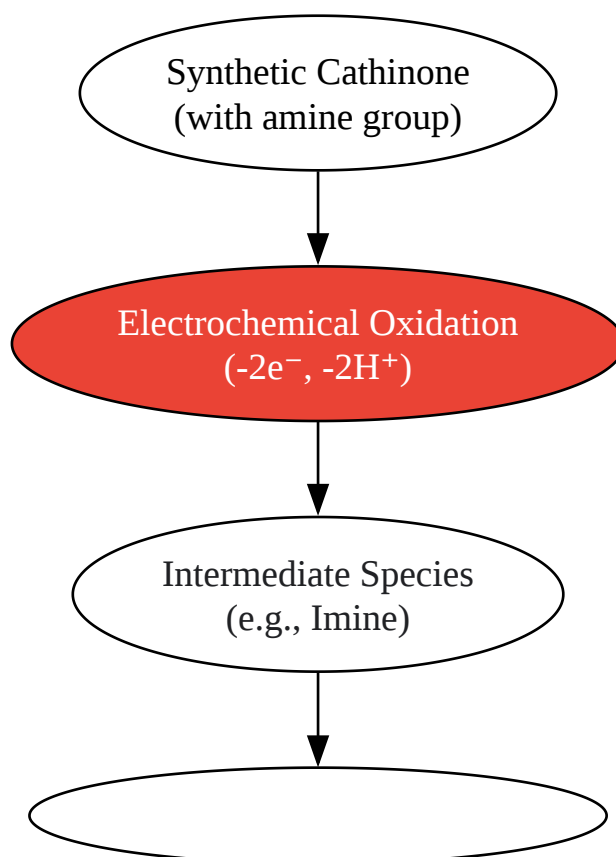 Synthetic Cathinone
(with amine group)
Electrochemical Oxidation
(-2e⁻, -2H⁺)
Intermediate Species
(e.g., Imine)